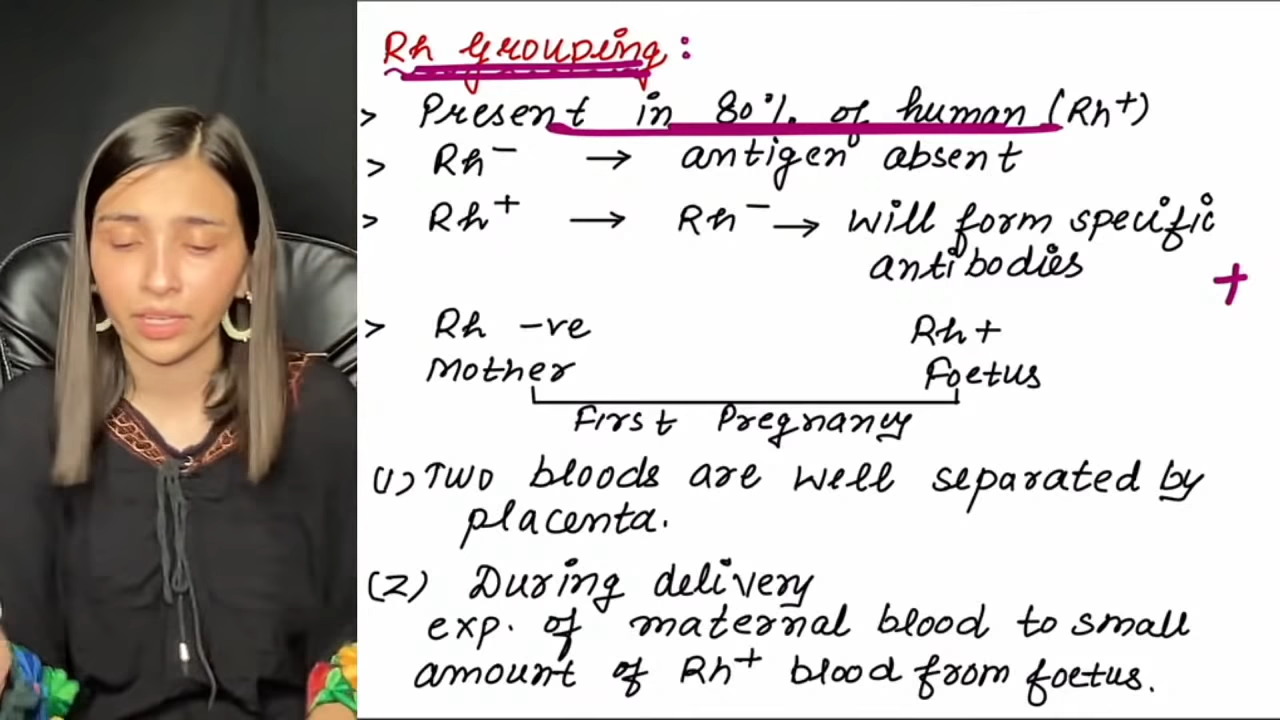 Rh grouping:
> Present in 80% of human (Rh+)
> Rh- → antigen absent
> Rh+ → Rh- → will form specific
antibodies
+
> Rh -ve Rh+
Mother Foetus
First Pregnancy
(1) Two bloods are well separated by
placenta.
(2) During delivery
exp. of maternal blood to small
amount of Rh+ blood from foetus.